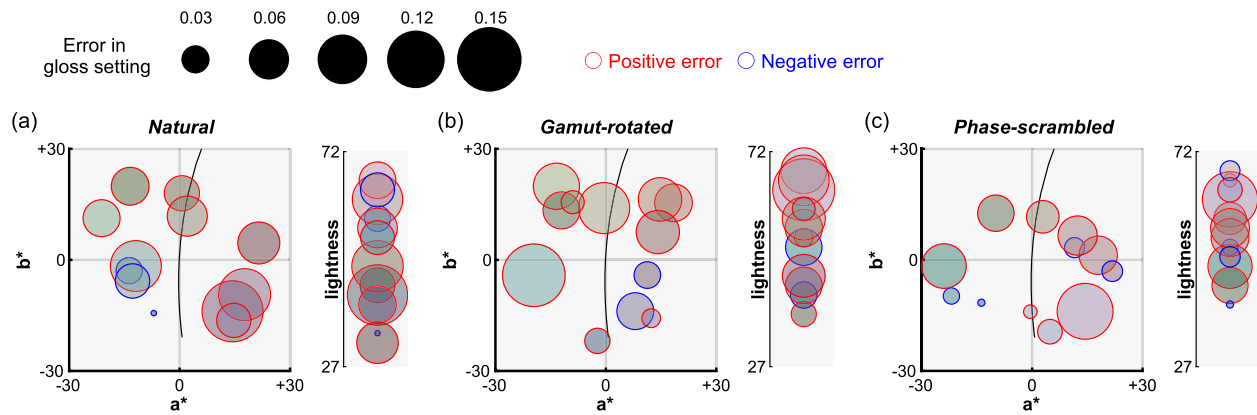 0.03 0.06 0.09 0.12 0.15
Error in
gloss setting
Positive error Negative error
(a) Natural (b) Gamut-rotated (c) Phase-scrambled
+30 72 +30 72 +30 72
b* 0 lightness b* 0 lightness b* 0 lightness
-30 27 -30 27 -30 27
-30 0 +30 -30 0 +30 -30 0 +30
a* a* a*